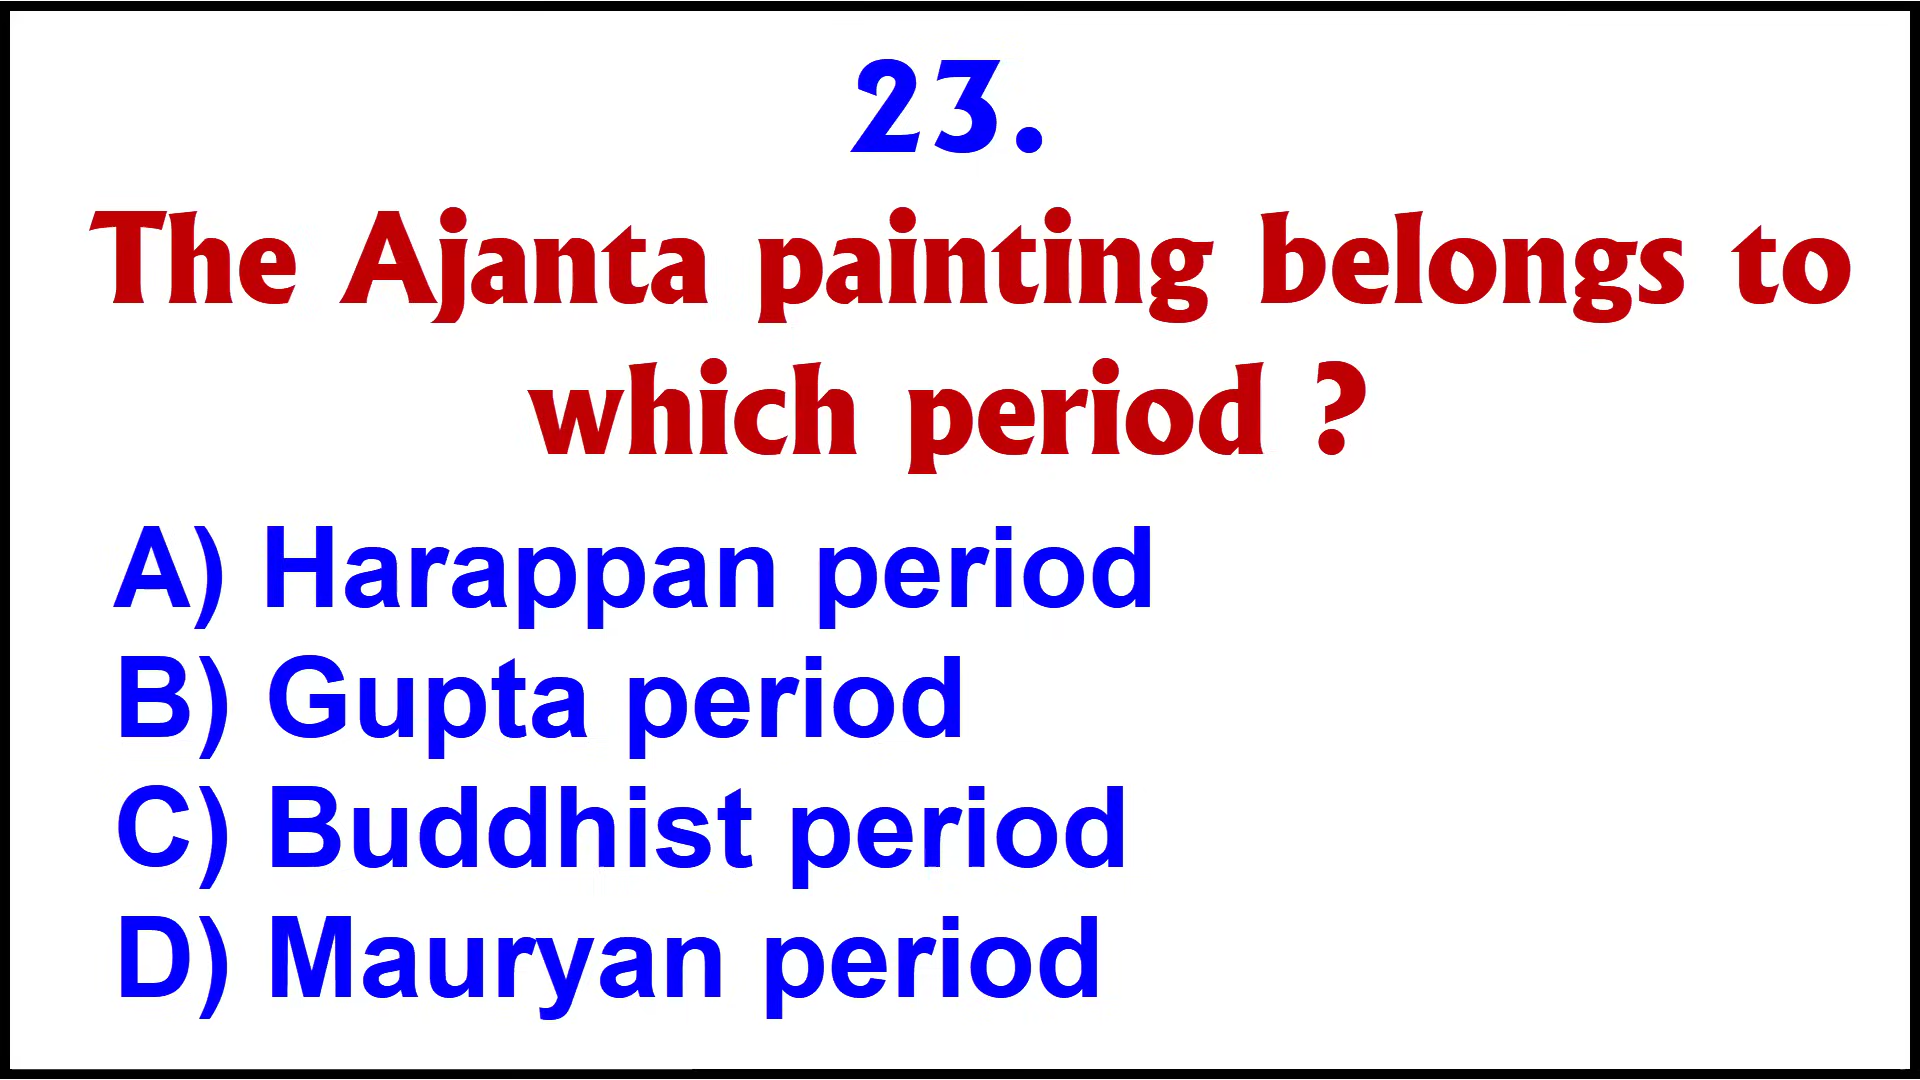 23.
The Ajanta painting belongs to
which period ?
A) Harappan period
B) Gupta period
C) Buddhist period
D) Mauryan period